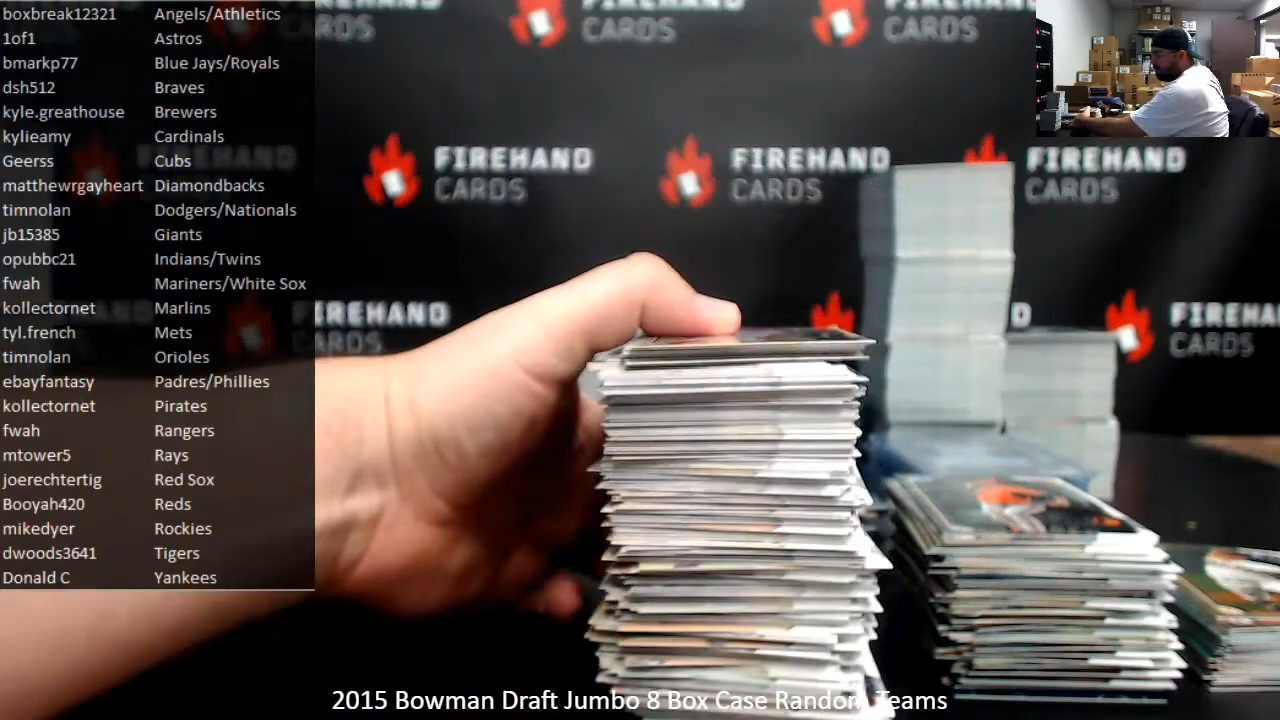 boxbreak12321 Angels/Athletics
1of1 Astros
bmarkp77 Blue Jays/Royals
dsh512 Braves
kyle.greathouse Brewers
kylieamy Cardinals
Geerss Cubs
matthewrgayheart Diamondbacks
timnolan Dodgers/Nationals
jb15385 Giants
opubbc21 Indians/Twins
fwah Mariners/White Sox
kollectornet Marlins
tyl.french Mets
timnolan Orioles
ebayfantasy Padres/Phillies
kollectornet Pirates
fwah Rangers
mtower5 Rays
joerechtertig Red Sox
Booyah420 Reds
mikedyer Rockies
dwoods3641 Tigers
Donald C Yankees
CARDS
CARDS
CARDS
FIREHAND
CARDS
FIREHAND
CARDS
FIREHAND
CARDS
FIREHAND
CARDS
2015 Bowman Draft Jumbo 8 Box Case Random Teams